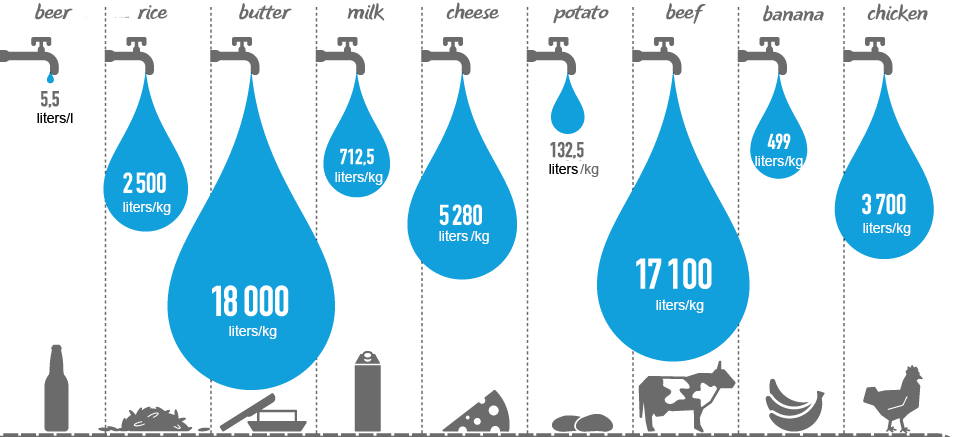 beer rice butter milk cheese potato beef banana chicken
5,5
liters/l
2 500
liters/kg
18 000
liters/kg
712,5
liters/kg
5 280
liters/kg
132,5
liters/kg
17 100
liters/kg
499
liters/kg
3 700
liters/kg